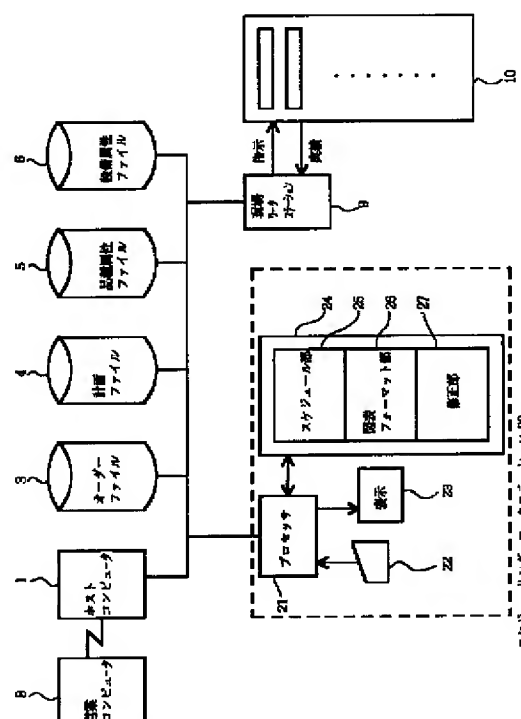 8
コンピュータ
1
ホスト
コンピュータ
3
オーダー
ファイル
4
計画
ファイル
5
品種属性
ファイル
6
設備属性
ファイル
現場
ワーク
ステーション
9
指示
実績
10
プロセッサ
21
22
表示
23
スケジュール部
フォーマット部
修正部
24
25
26
27